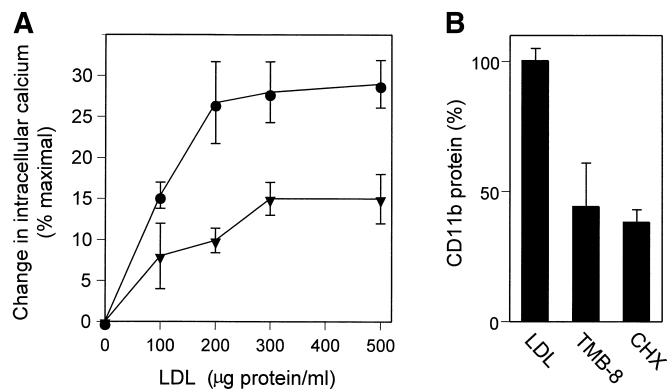 A
Change in intracellular calcium
(% maximal)
30
25
20
15
10
5
0
0 100 200 300 400 500
LDL (µg protein/ml)
B
CD11b protein (%)
100
50
0
LDL
TMB-8
CHX